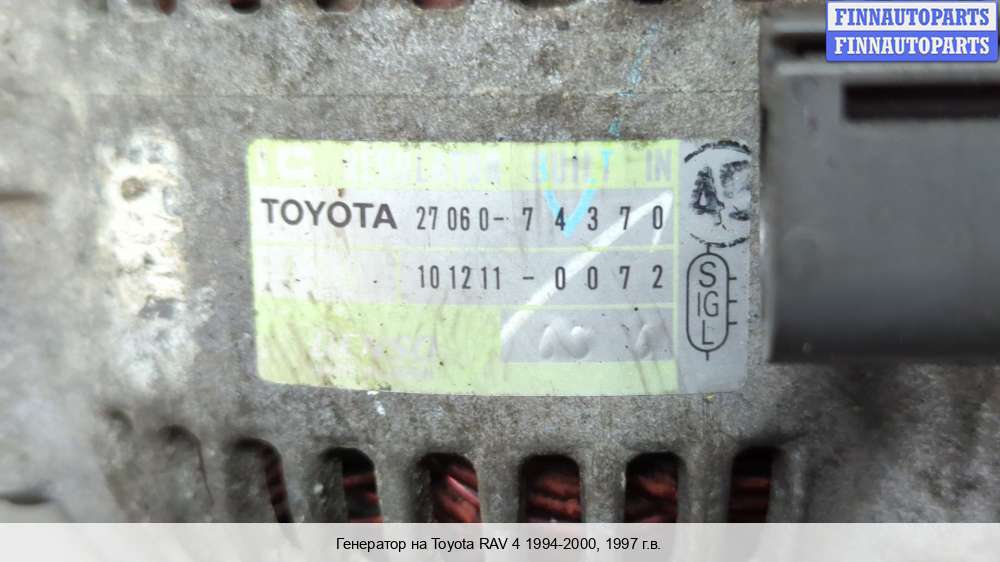 FINNAUTOPARTS
FINNAUTOPARTS
IC REGULATOR BUILT IN
TOYOTA 27060-74370
101211-0072
DENSO
S
IG
L
Генератор на Toyota RAV 4 1994-2000, 1997 г.в.